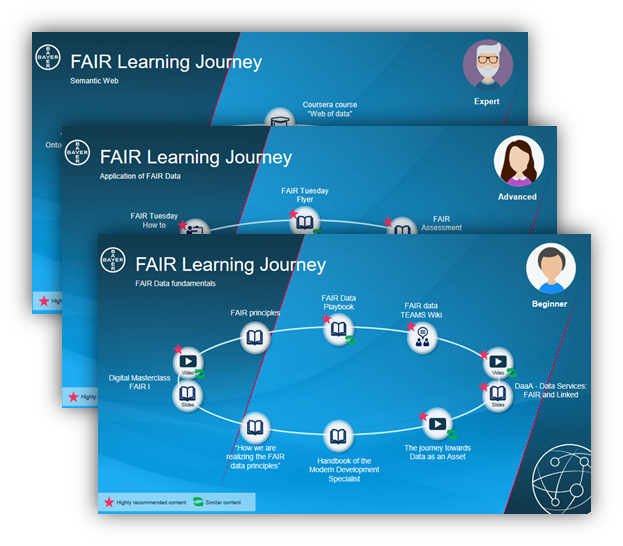 BAYER
FAIR Learning Journey
Semantic Web
Expert
Coursera course
"Web of data"
BAYER
FAIR Learning Journey
Application of FAIR Data
Advanced
FAIR Tuesday
Flyer
FAIR Tuesday
How to
FAIR
Assessment
BAYER
FAIR Learning Journey
FAIR Data fundamentals
Beginner
FAIR principles
FAIR Data
Playbook
FAIR data
TEAMS Wiki
Video
Digital Masterclass
FAIR I
Slides
Video
Slides
DaaA - Data Services:
FAIR and Linked
"How we are
realizing the FAIR
data principles"
Handbook of the
Modern Development
Specialist
The journey towards
Data as an Asset
Highly
Highly recommended content
Similar content